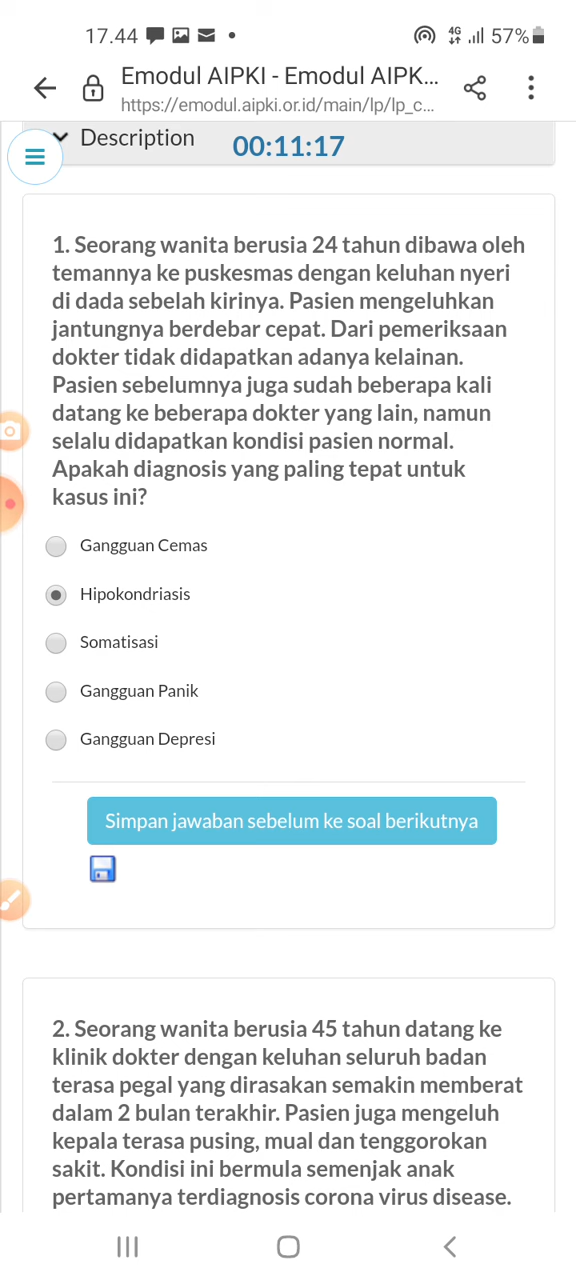 17.44
4G 57%
Emodul AIPKI - Emodul AIPK...
https://emodul.aipki.or.id/main/lp/lp_c...
Description
00:11:17
1. Seorang wanita berusia 24 tahun dibawa oleh
temannya ke puskesmas dengan keluhan nyeri
di dada sebelah kirinya. Pasien mengeluhkan
jantungnya berdebar cepat. Dari pemeriksaan
dokter tidak didapatkan adanya kelainan.
Pasien sebelumnya juga sudah beberapa kali
datang ke beberapa dokter yang lain, namun
selalu didapatkan kondisi pasien normal.
Apakah diagnosis yang paling tepat untuk
kasus ini?
Gangguan Cemas
Hipokondriasis
Somatisasi
Gangguan Panik
Gangguan Depresi
Simpan jawaban sebelum ke soal berikutnya
2. Seorang wanita berusia 45 tahun datang ke
klinik dokter dengan keluhan seluruh badan
terasa pegal yang dirasakan semakin memberat
dalam 2 bulan terakhir. Pasien juga mengeluh
kepala terasa pusing, mual dan tenggorokan
sakit. Kondisi ini bermula semenjak anak
pertamanya terdiagnosis corona virus disease.